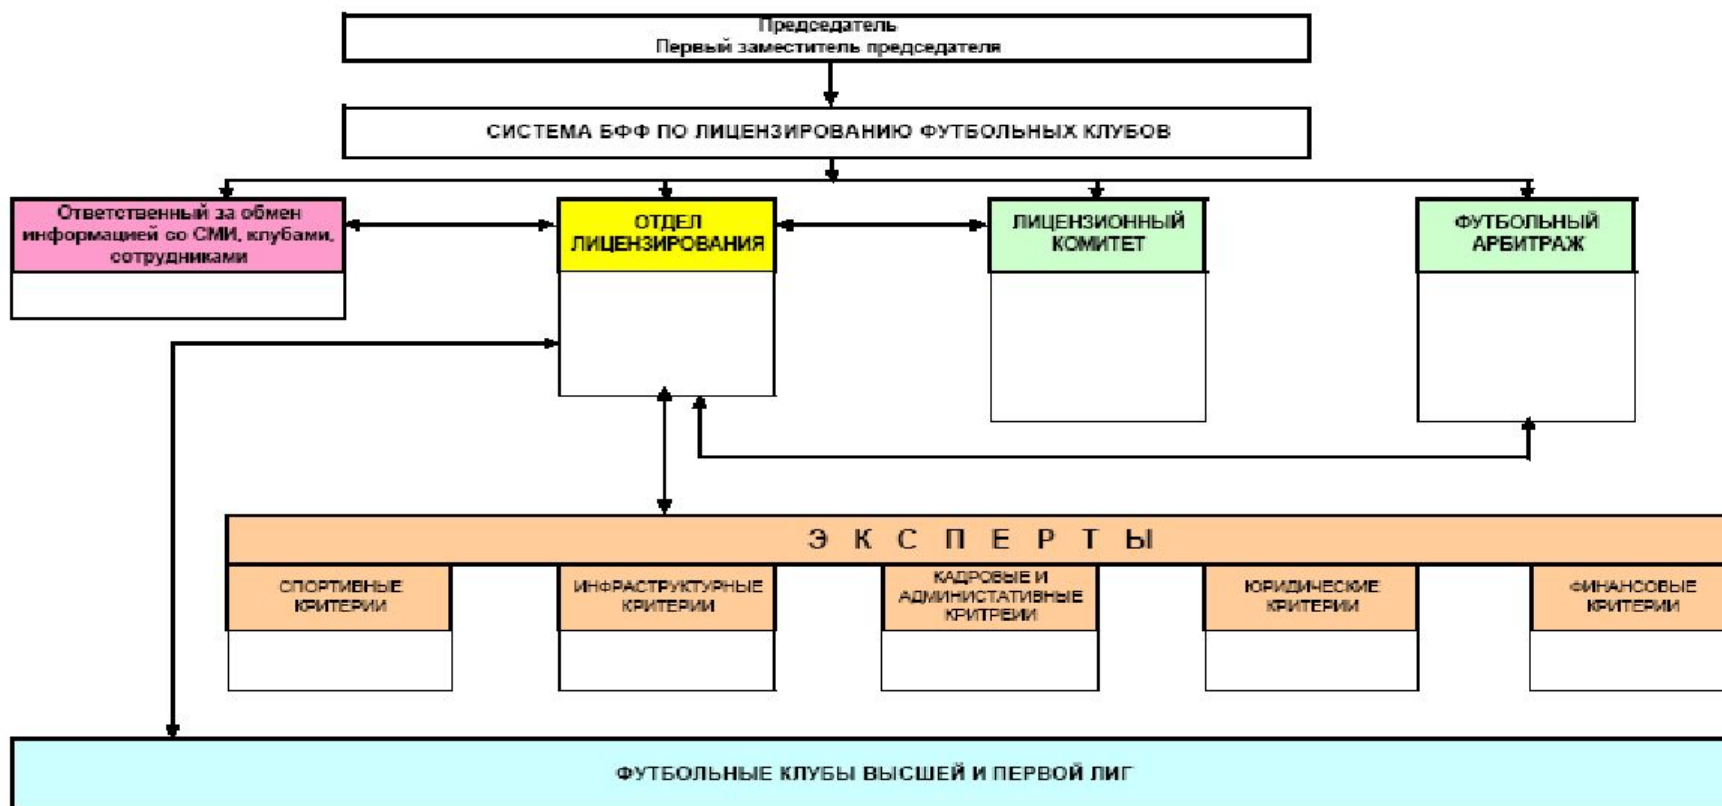 Председатель
Первый заместитель председателя
СИСТЕМА БФФ ПО ЛИЦЕНЗИРОВАНИЮ ФУТБОЛЬНЫХ КЛУБОВ
Ответственный за обмен
информацией со СМИ, клубами,
сотрудниками
ОТДЕЛ
ЛИЦЕНЗИРОВАНИЯ
ЛИЦЕНЗИОННЫЙ
КОМИТЕТ
ФУТБОЛЬНЫЙ
АРБИТРАЖ
Э К С П Е Р Т Ы
СПОРТИВНЫЕ
КРИТЕРИИ
ИНФРАСТРУКТУРНЫЕ
КРИТЕРИИ
КАДРОВЫЕ И
АДМИНИСТАТИВНЫЕ
КРИТРЕИИ
ЮРИДИЧЕСКИЕ
КРИТЕРИИ
ФИНАНСОВЫЕ
КРИТЕРИИ
ФУТБОЛЬНЫЕ КЛУБЫ ВЫСШЕЙ И ПЕРВОЙ ЛИГ